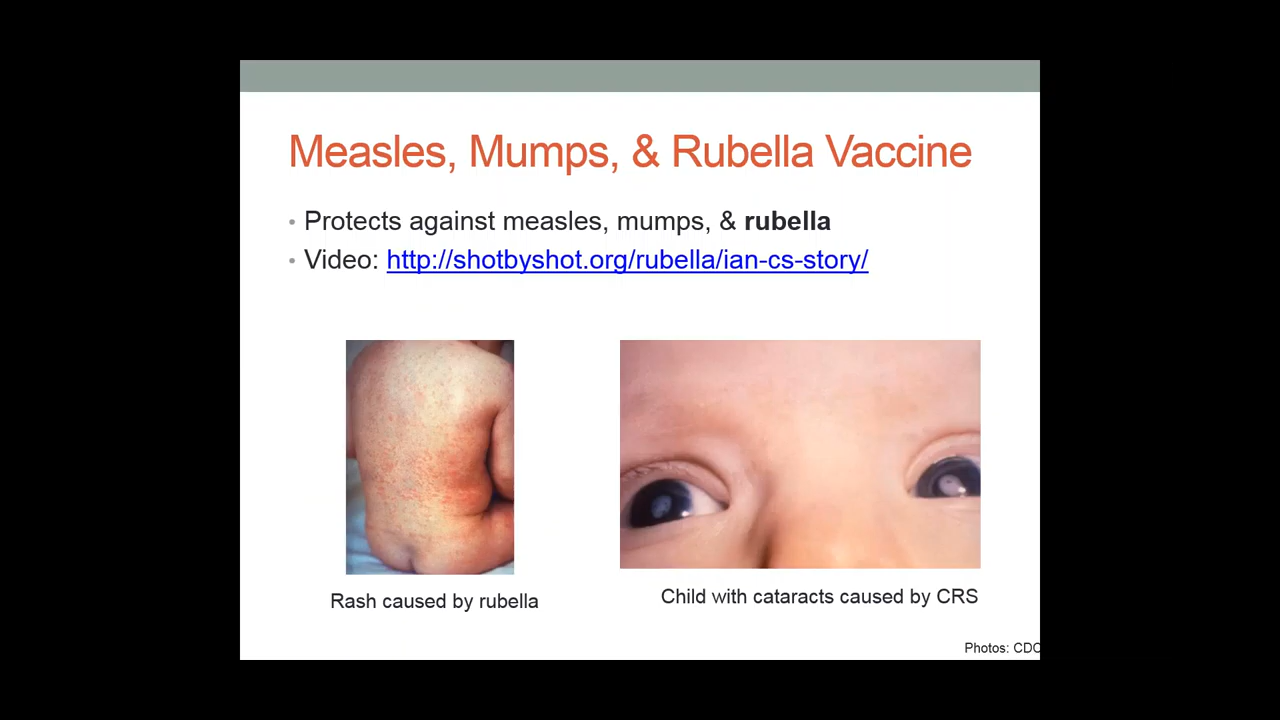 Measles, Mumps, & Rubella Vaccine
• Protects against measles, mumps, & rubella
• Video: http://shotbyshot.org/rubella/ian-cs-story/
Rash caused by rubella
Child with cataracts caused by CRS
Photos: CDC